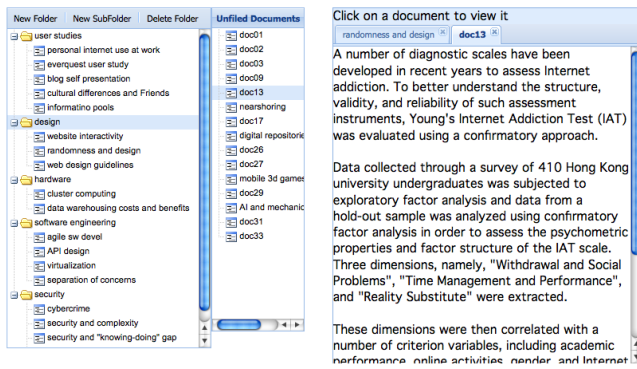 New Folder New SubFolder Delete Folder
user studies
personal internet use at work
everquest user study
blog self presentation
cultural differences and Friends
informatino pools
design
website interactivity
randomness and design
web design guidelines
hardware
cluster computing
data warehousing costs and benefits
software engineering
agile sw devel
API design
virtualization
separation of concerns
security
cybercrime
security and complexity
security and "knowing-doing" gap
Unfiled Documents
doc01
doc02
doc03
doc09
doc13
nearshoring
doc17
digital repositorie
doc26
doc27
mobile 3d games
doc29
AI and mechanic
doc31
doc33
Click on a document to view it
randomness and design doc13
A number of diagnostic scales have been
developed in recent years to assess Internet
addiction. To better understand the structure,
validity, and reliability of such assessment
instruments, Young's Internet Addiction Test (IAT)
was evaluated using a confirmatory approach.
Data collected through a survey of 410 Hong Kong
university undergraduates was subjected to
exploratory factor analysis and data from a
hold-out sample was analyzed using confirmatory
factor analysis in order to assess the psychometric
properties and factor structure of the IAT scale.
Three dimensions, namely, "Withdrawal and Social
Problems", "Time Management and Performance",
and "Reality Substitute" were extracted.
These dimensions were then correlated with a
number of criterion variables, including academic
performance, online activities, gender, and Internet